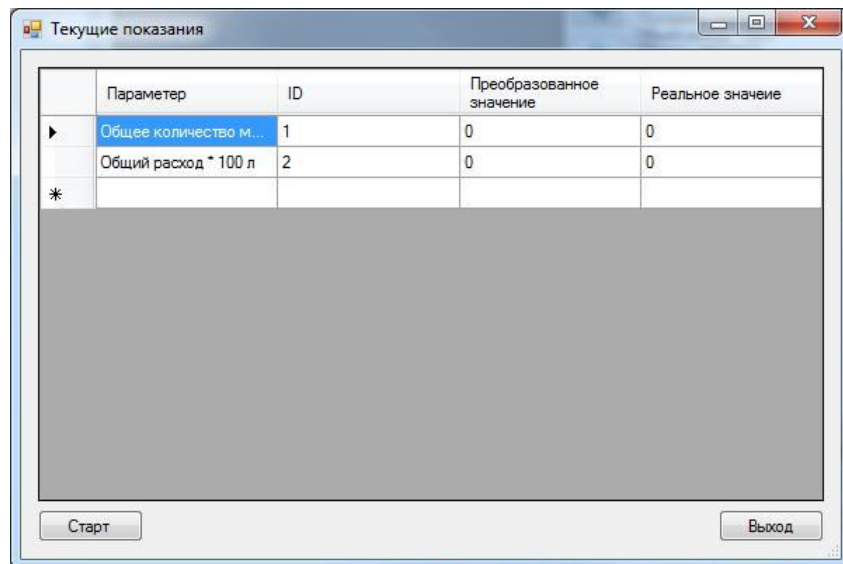 Текущие показания
Параметр
ID
Преобразованное
значение
Реальное значеие
Общее количество м...
1
0
0
Общий расход * 100 л
2
0
0
Старт
Выход